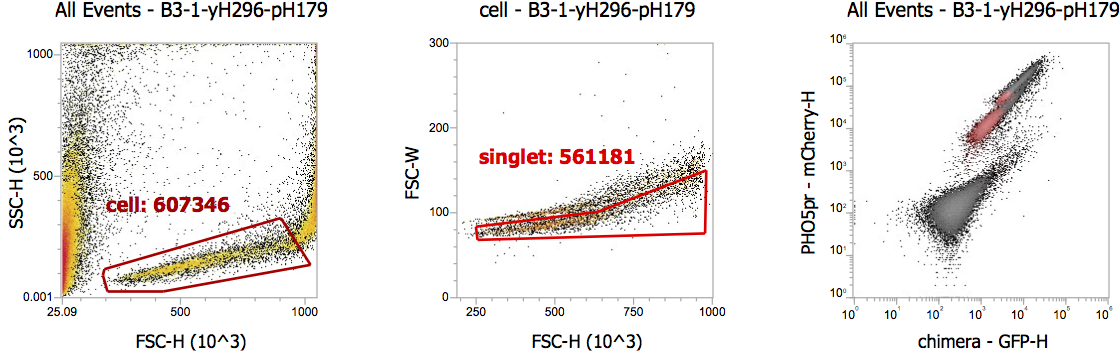 All Events - B3-1-yH296-pH179
1000
500
0.001
SSC-H (10^3)
cell: 607346
25.09
500
1000
FSC-H (10^3)
cell - B3-1-yH296-pH179
300
200
100
0
FSC-W
singlet: 561181
250
500
750
1000
FSC-H (10^3)
All Events - B3-1-yH296-pH179
10⁶
10⁵
10⁴
10³
10²
10¹
10⁰
PHO5pr - mCherry-H
10⁰
10¹
10²
10³
10⁴
10⁵
10⁶
chimera - GFP-H